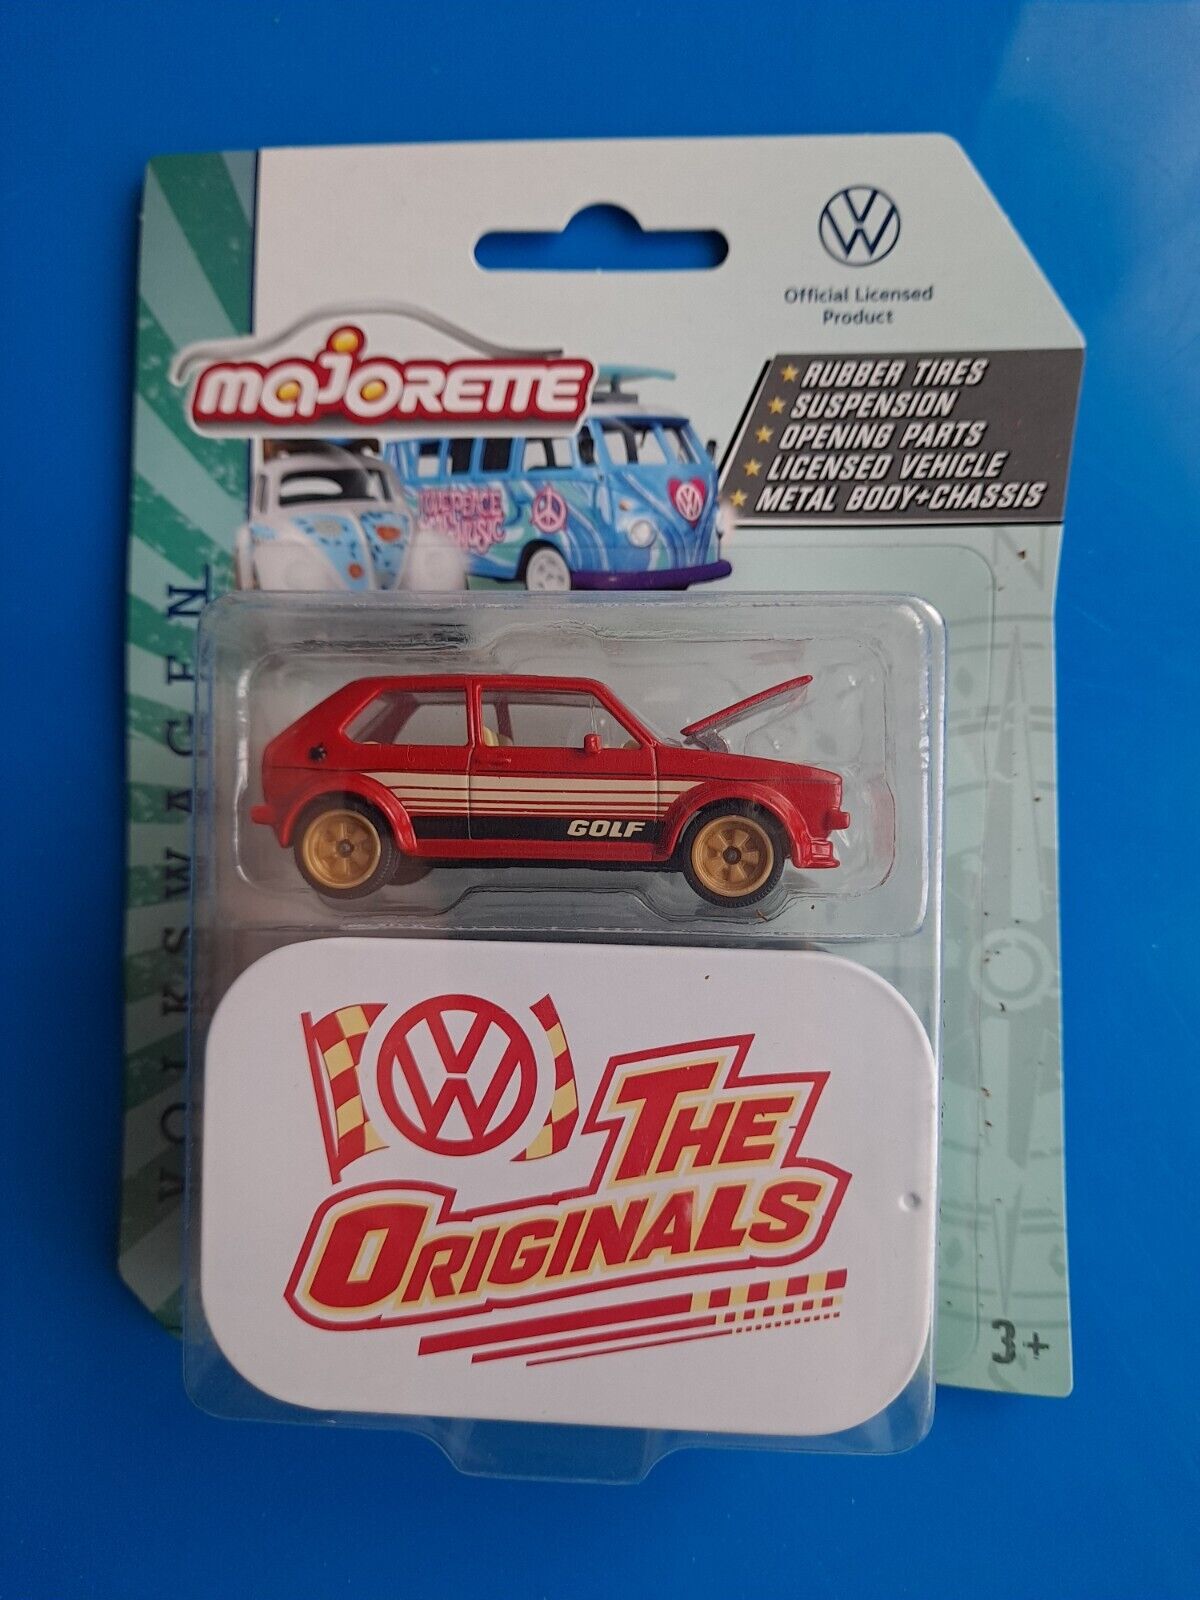 Official Licensed
Product
MAJORETTE
RUBBER TIRES
SUSPENSION
OPENING PARTS
LICENSED VEHICLE
METAL BODY+CHASSIS
VOLKSWAGEN
GOLF
THE
ORIGINALS
3+